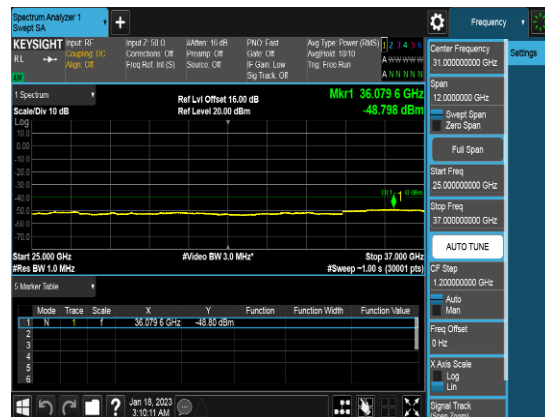 Spectrum Analyzer 1
Swept SA
+
Frequency
KEYSIGHT
RL
Input: RF
Coupling: DC
Align: Off
Input Z: 50 Ω
Corrections: Off
Freq Ref: Int (S)
#Atten: 16 dB
Preamp: Off
Source: Off
PNO: Fast
Gate: Off
IF Gain: Low
Sig Track: Off
Avg Type: Power (RMS)
Avg|Hold: 10/10
Trig: Free Run
1 2 3 4 5 6
A W W W W W
A N N N N N
Center Frequency
31.000000000 GHz
Settings
Span
12.0000000 GHz
Swept Span
Zero Span
Full Span
Start Freq
25.000000000 GHz
Stop Freq
37.000000000 GHz
AUTO TUNE
CF Step
1.200000000 GHz
Auto
Man
Freq Offset
0 Hz
X Axis Scale
Log
Lin
Signal Track
(Span Zoom)
1 Spectrum
Scale/Div 10 dB
Log
Ref Lvl Offset 16.00 dB
Ref Level 20.00 dBm
Mkr1 36.079 6 GHz
-48.798 dBm
10.0
0.00
-10.0
-20.0
-30.0
-40.0
-50.0
-60.0
-70.0
1
Start 25.000 GHz
#Res BW 1.0 MHz
#Video BW 3.0 MHz*
Stop 37.000 GHz
#Sweep ~1.00 s (30001 pts)
5 Marker Table
Mode Trace Scale X Y Function Function Width Function Value
1 N 1 f 36.079 6 GHz -48.80 dBm
2
3
4
5
6
?
Jan 18, 2023
3:10:11 AM